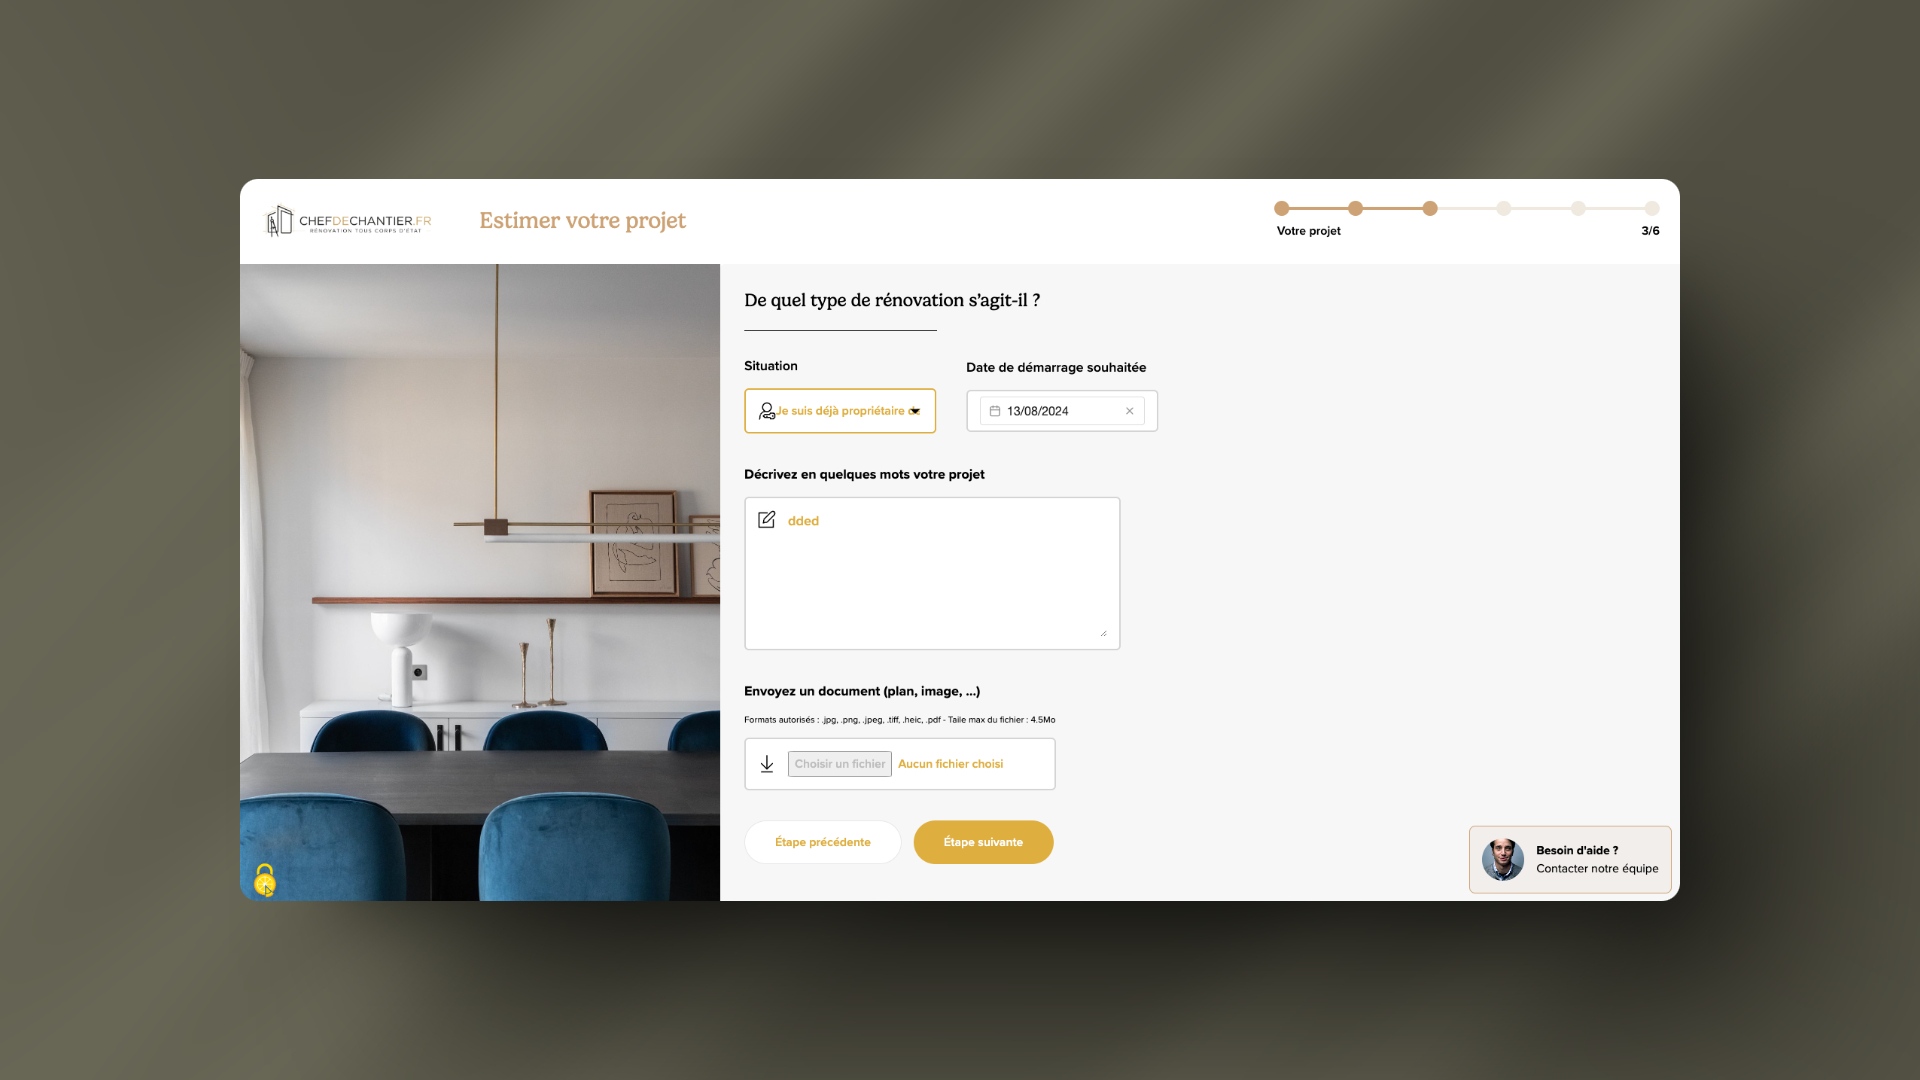 CHEFDECHANTIER.FR
RÉNOVATION TOUS CORPS D'ÉTAT
Estimer votre projet
Votre projet
3/6
De quel type de rénovation s’agit-il ?
Situation
Date de démarrage souhaitée
Je suis déjà propriétaire
13/08/2024
Décrivez en quelques mots votre projet
dded
Envoyez un document (plan, image, ...)
Formats autorisés : .jpg, .png, .jpeg, .tiff, .heic, .pdf - Taile max du fichier : 4.5Mo
Choisir un fichier
Aucun fichier choisi
Étape précédente
Étape suivante
Besoin d'aide ?
Contacter notre équipe